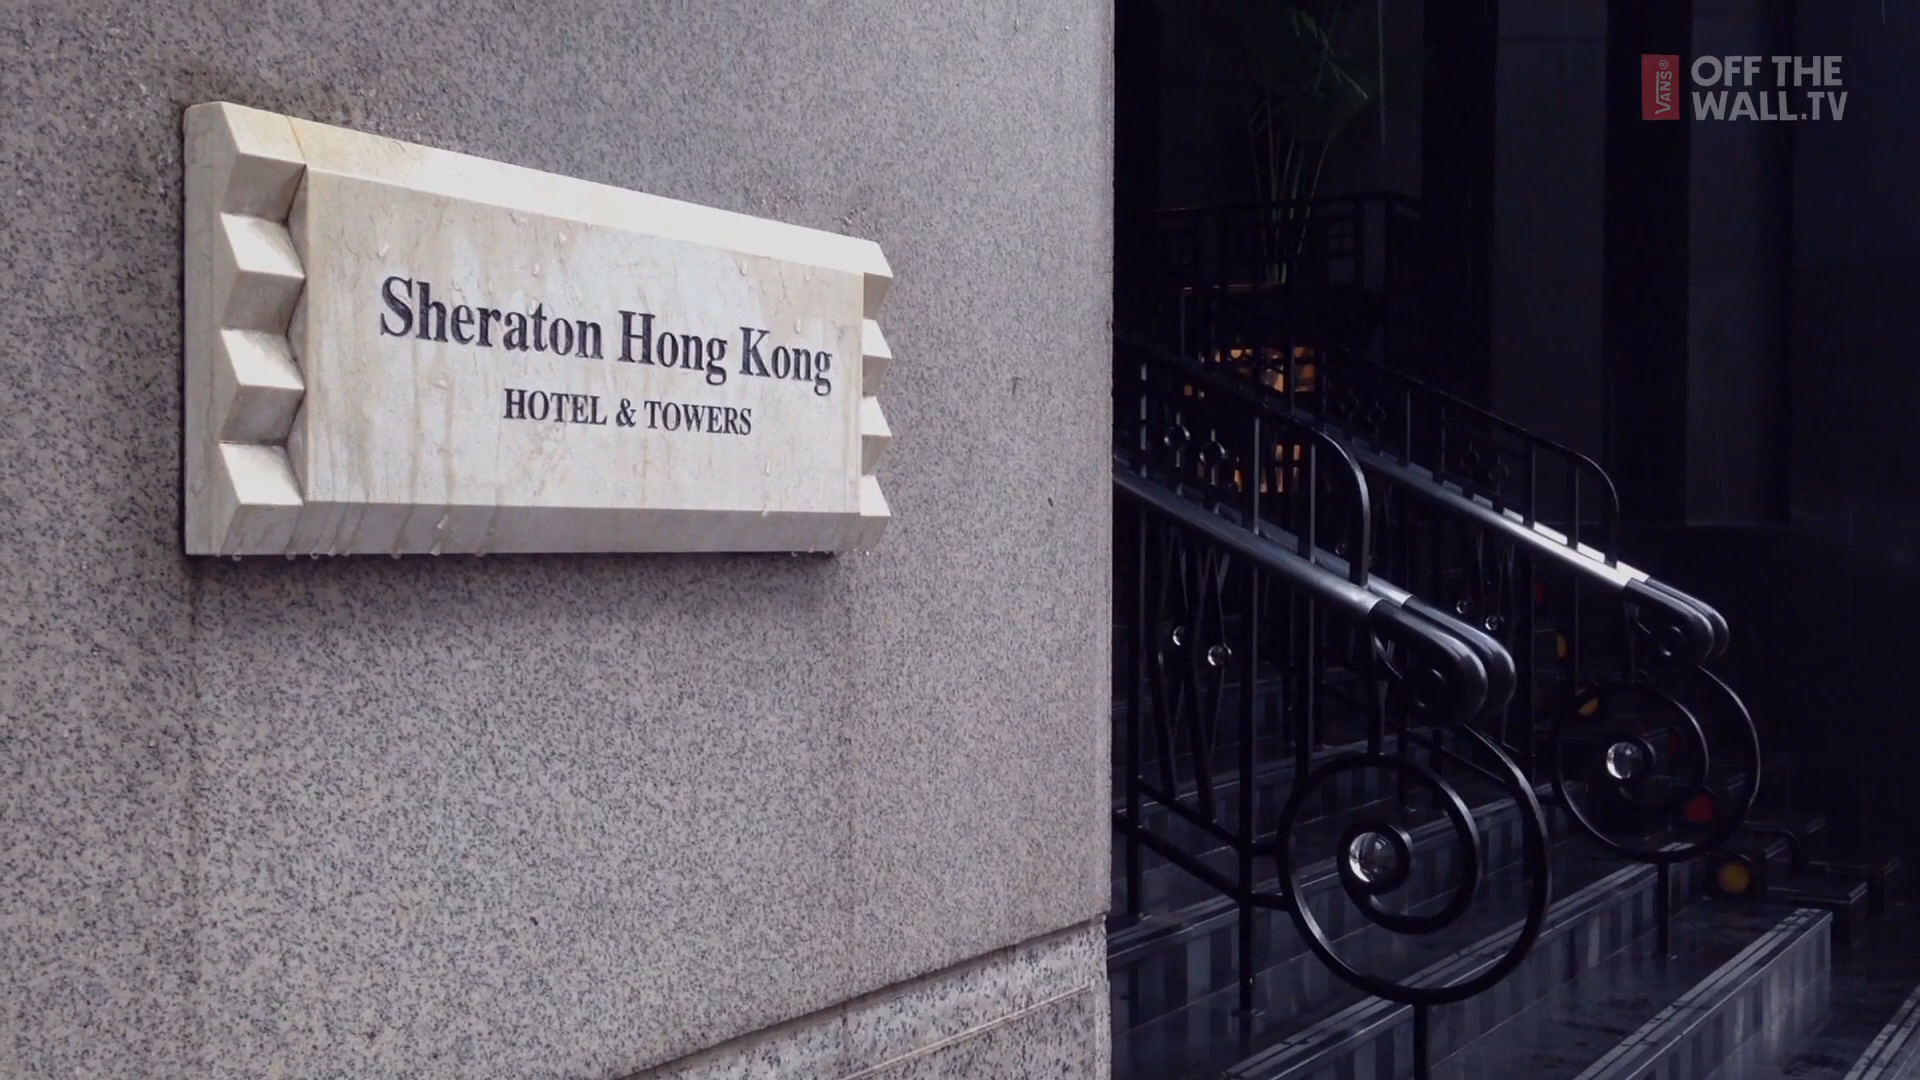 Sheraton Hong Kong
HOTEL & TOWERS
VANS®
OFF THE
WALL.TV